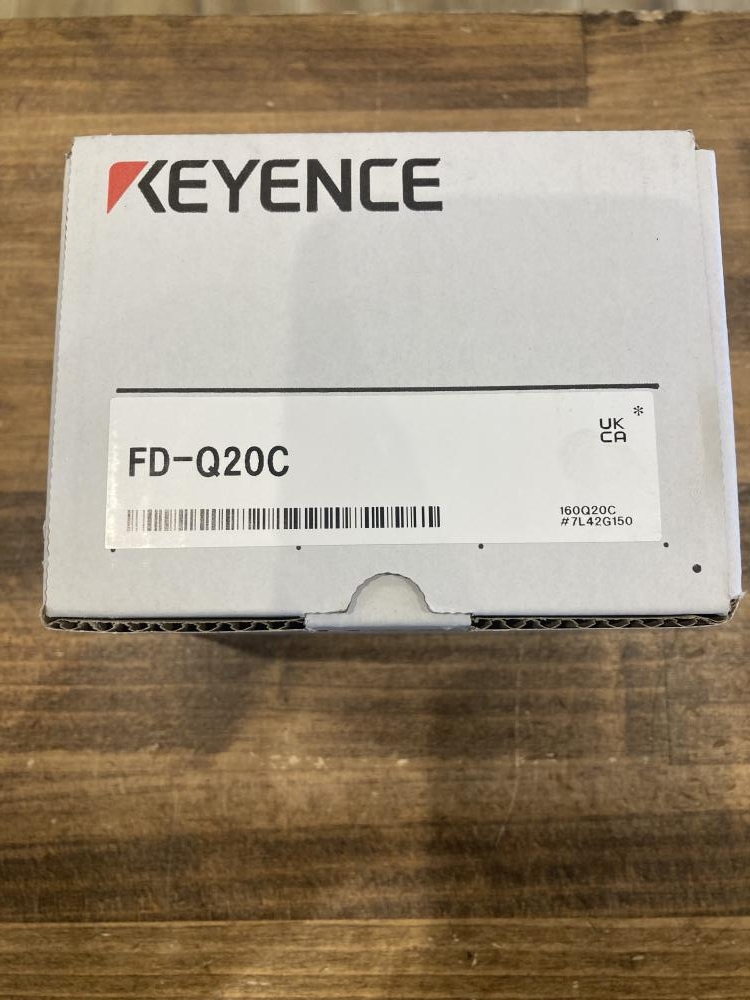 KEYENCE
FD-Q20C
UK
CA
*
160Q20C
#7L42G150